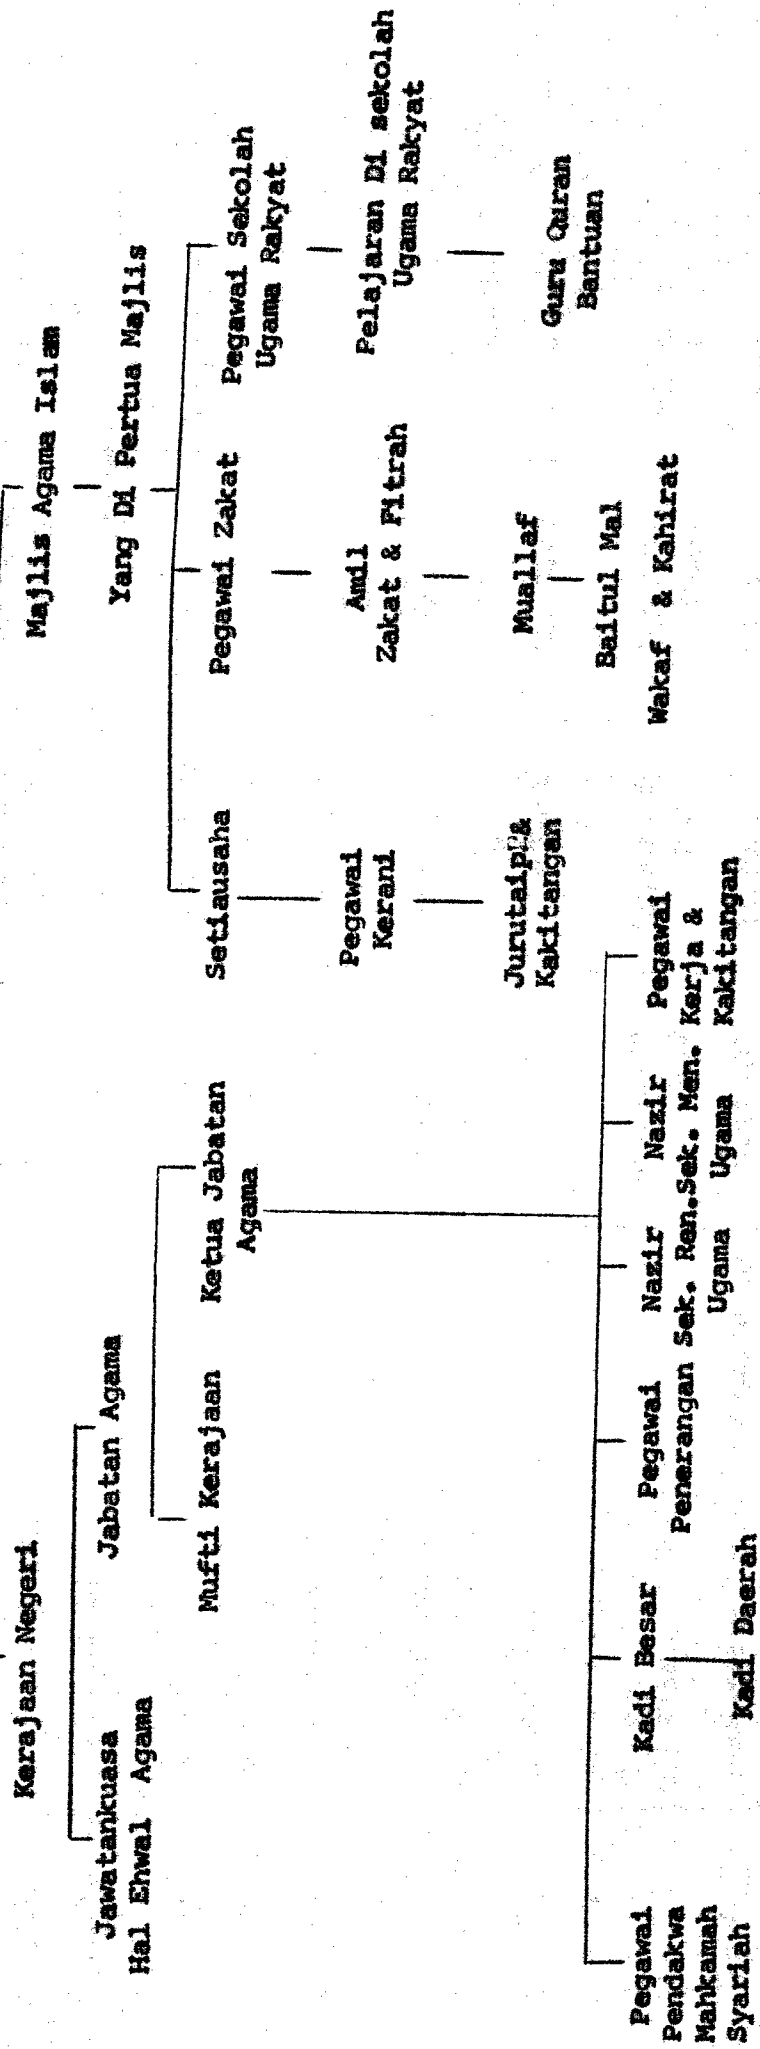 Kerajaan Negeri
Majlis Agama Islam
Jawatankuasa
Hal Ehwal Agama
Jabatan Agama
Yang Di Pertua Majlis
Mufti Kerajaan
Ketua Jabatan
Agama
Setiausaha
Pegawai Zakat
Pegawai Sekolah
Ugama Rakyat
Pegawai
Kerani
Amil
Zakat & Fitrah
Pelajaran Di sekolah
Ugama Rakyat
Jurutaip &
Kakitangan
Muallaf
Guru Quran
Bantuan
Baitul Mal
Wakaf & Kahirat
Pegawai
Pendakwa
Mahkamah
Syariah
Kadi Besar
Kadi Daerah
Pegawai
Penerangan
Nazir
Sek. Ren.
Ugama
Nazir
Sek. Men.
Ugama
Pegawai
Kerja &
Kakitangan